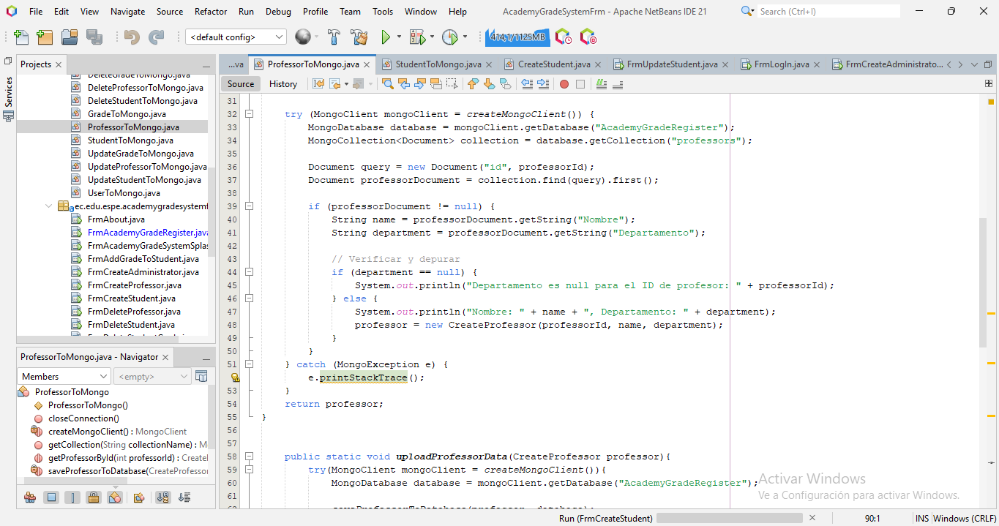 File Edit View Navigate Source Refactor Run Debug Profile Team Tools Window Help AcademyGradeSystemFrm - Apache NetBeans IDE 21 Search (Ctrl+I)
<default config> 414,1/1125MB
Projects
...va ProfessorToMongo.java StudentToMongo.java CreateStudent.java FrmUpdateStudent.java FrmLogIn.java FrmCreateAdministrato...
Services
Source History
DeleteGradeToMongo.java
DeleteProfessorToMongo.java
DeleteStudentToMongo.java
GradeToMongo.java
ProfessorToMongo.java
StudentToMongo.java
UpdateGradeToMongo.java
UpdateProfessorToMongo.java
UpdateStudentToMongo.java
UserToMongo.java
ec.edu.espe.academygradesystemf
FrmAbout.java
FrmAcademyGradeRegister.java
FrmAcademyGradeSystemSplas
FrmAddGradeToStudent.java
FrmCreateAdministrator.java
FrmCreateProfessor.java
FrmCreateStudent.java
FrmDeleteProfessor.java
FrmDeleteStudent.java
ProfessorToMongo.java - Navigator
Members <empty>
ProfessorToMongo
ProfessorToMongo()
closeConnection()
createMongoClient() : MongoClient
getCollection(String collectionName) : M
getProfessorById(int professorId) : Createl
saveProfessorToDatabase(CreateProfessor
31
32 try (MongoClient mongoClient = createMongoClient()) {
33 MongoDatabase database = mongoClient.getDatabase("AcademyGradeRegister");
34 MongoCollection<Document> collection = database.getCollection("professors");
35
36 Document query = new Document("id", professorId);
37 Document professorDocument = collection.find(query).first();
38
39 if (professorDocument != null) {
40 String name = professorDocument.getString("Nombre");
41 String department = professorDocument.getString("Departamento");
42
43 // Verificar y depurar
44 if (department == null) {
45 System.out.println("Departamento es null para el ID de profesor: " + professorId);
46 } else {
47 System.out.println("Nombre: " + name + ", Departamento: " + department);
48 professor = new CreateProfessor(professorId, name, department);
49 }
50 }
51 } catch (MongoException e) {
e.printStackTrace();
53 }
54 return professor;
55 }
56
57
58 public static void uploadProfessorData(CreateProfessor professor){
59 try(MongoClient mongoClient = createMongoClient()){
60 MongoDatabase database = mongoClient.getDatabase("AcademyGradeRegister");
61
Activar Windows
Ve a Configuración para activar Windows.
Run (FrmCreateStudent) 90:1 INS Windows (CRLF)